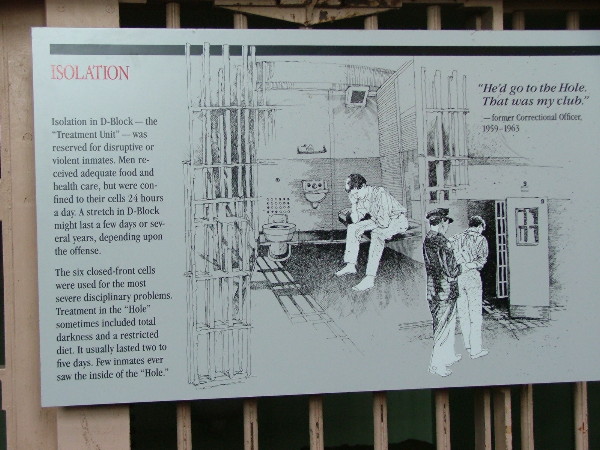 ISOLATION
Isolation in D-Block — the
“Treatment Unit” — was
reserved for disruptive or
violent inmates. Men re-
ceived adequate food and
health care, but were con-
fined to their cells 24 hours
a day. A stretch in D-Block
might last a few days or sev-
eral years, depending upon
the offense.
The six closed-front cells
were used for the most
severe disciplinary problems.
Treatment in the “Hole”
sometimes included total
darkness and a restricted
diet. It usually lasted two to
five days. Few inmates ever
saw the inside of the “Hole.”
“He’d go to the Hole.
That was my club.”
— former Correctional Officer,
1959–1963